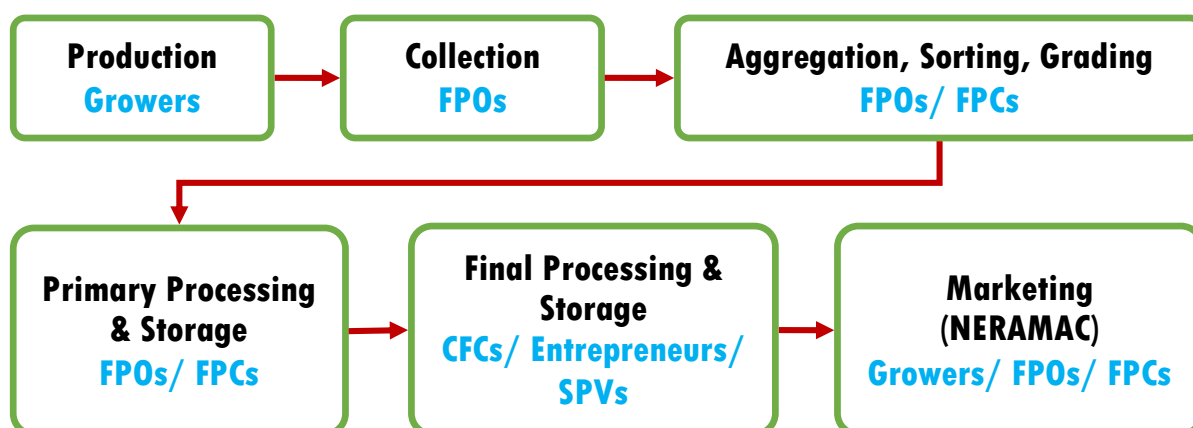 Production
Growers
Collection
FPOs
Aggregation, Sorting, Grading
FPOs/ FPCs
Primary Processing
& Storage
FPOs/ FPCs
Final Processing &
Storage
CFCs/ Entrepreneurs/
SPVs
Marketing
(NERAMAC)
Growers/ FPOs/ FPCs